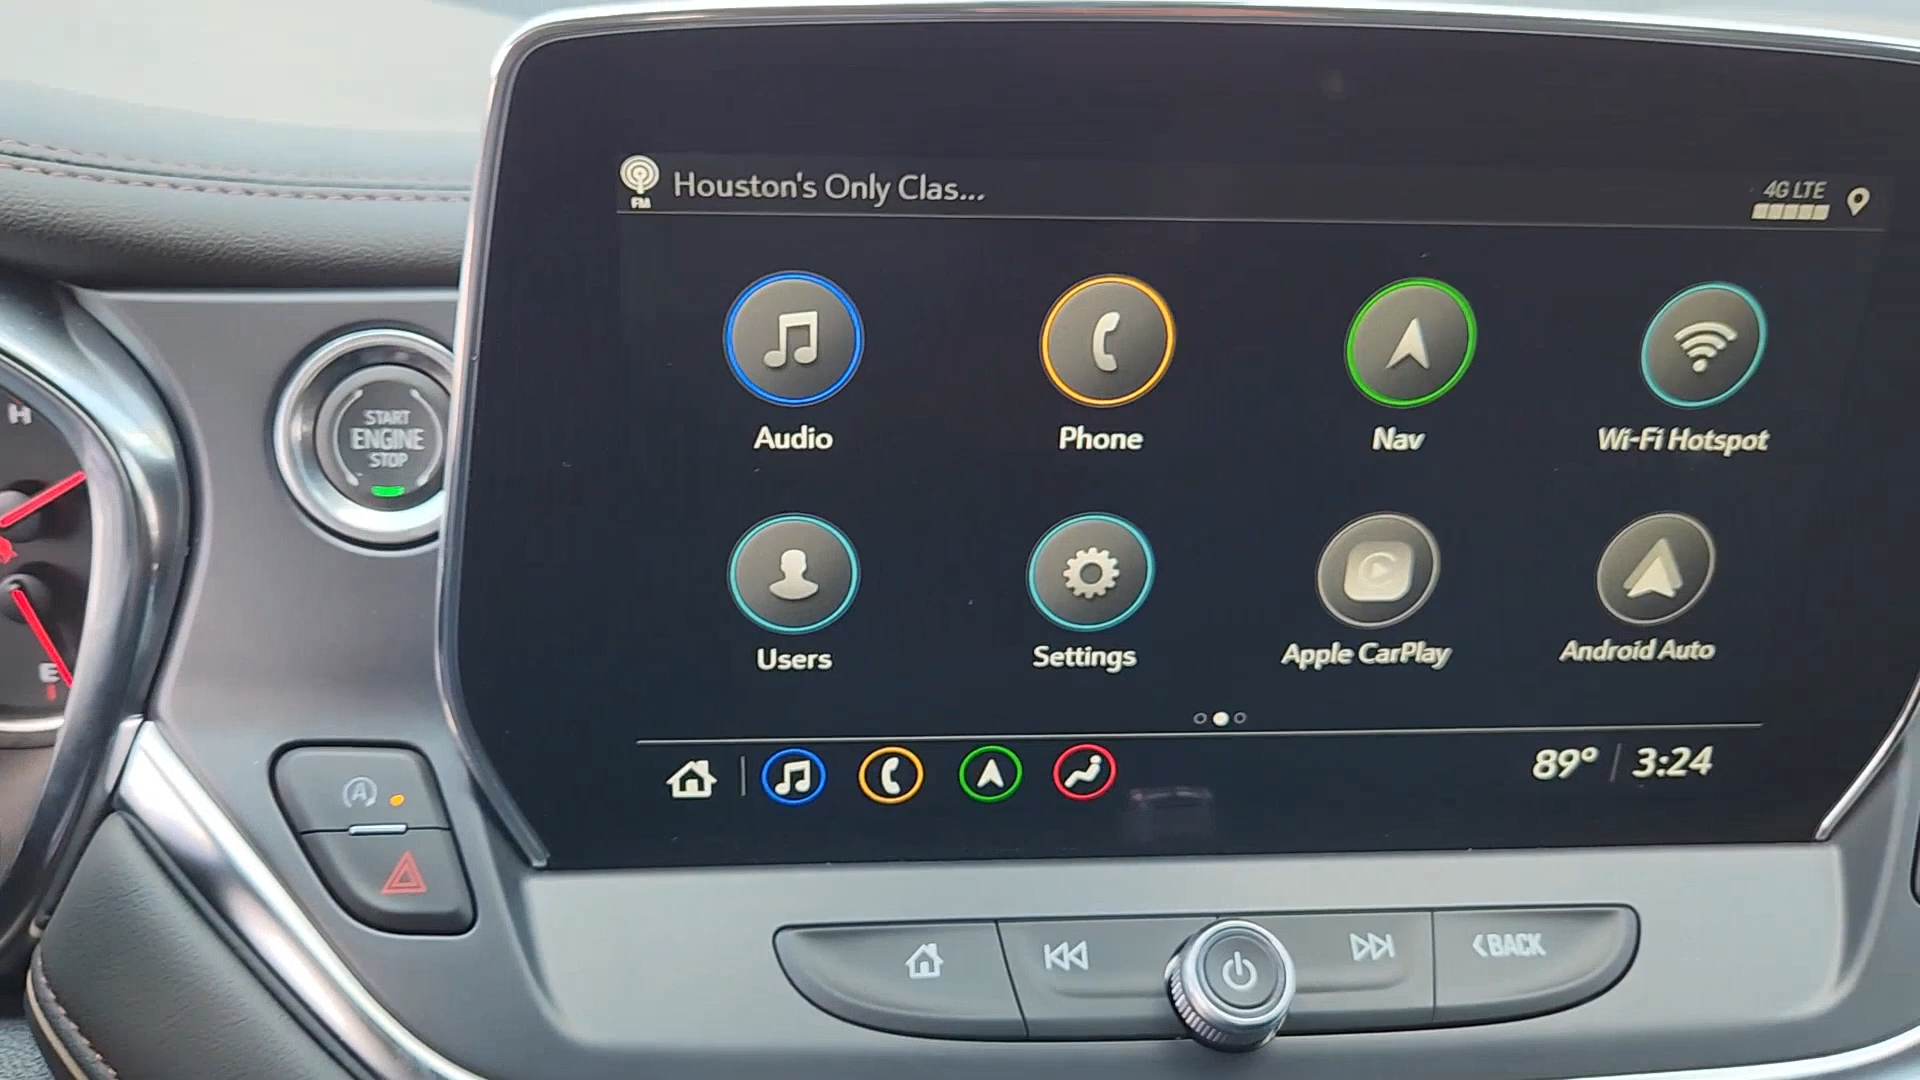 FM
Houston's Only Clas...
4G LTE
Audio
Phone
Nav
Wi-Fi Hotspot
Users
Settings
Apple CarPlay
Android Auto
89° 3:24
START
ENGINE
STOP
H
E
A
<BACK